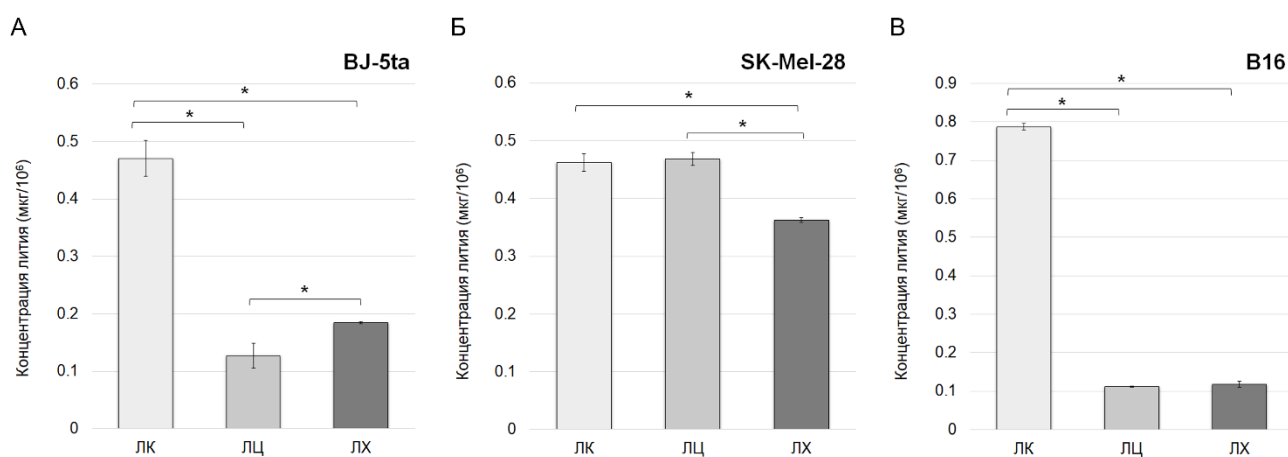 А
BJ-5ta
Концентрация лития (мкг/10⁶)
0.6
0.5
0.4
0.3
0.2
0.1
0
*
*
*
ЛК
ЛЦ
ЛХ
Б
SK-Mel-28
Концентрация лития (мкг/10⁶)
0.6
0.5
0.4
0.3
0.2
0.1
0
*
*
ЛК
ЛЦ
ЛХ
В
B16
Концентрация лития (мкг/10⁶)
0.9
0.8
0.7
0.6
0.5
0.4
0.3
0.2
0.1
0
*
*
ЛК
ЛЦ
ЛХ